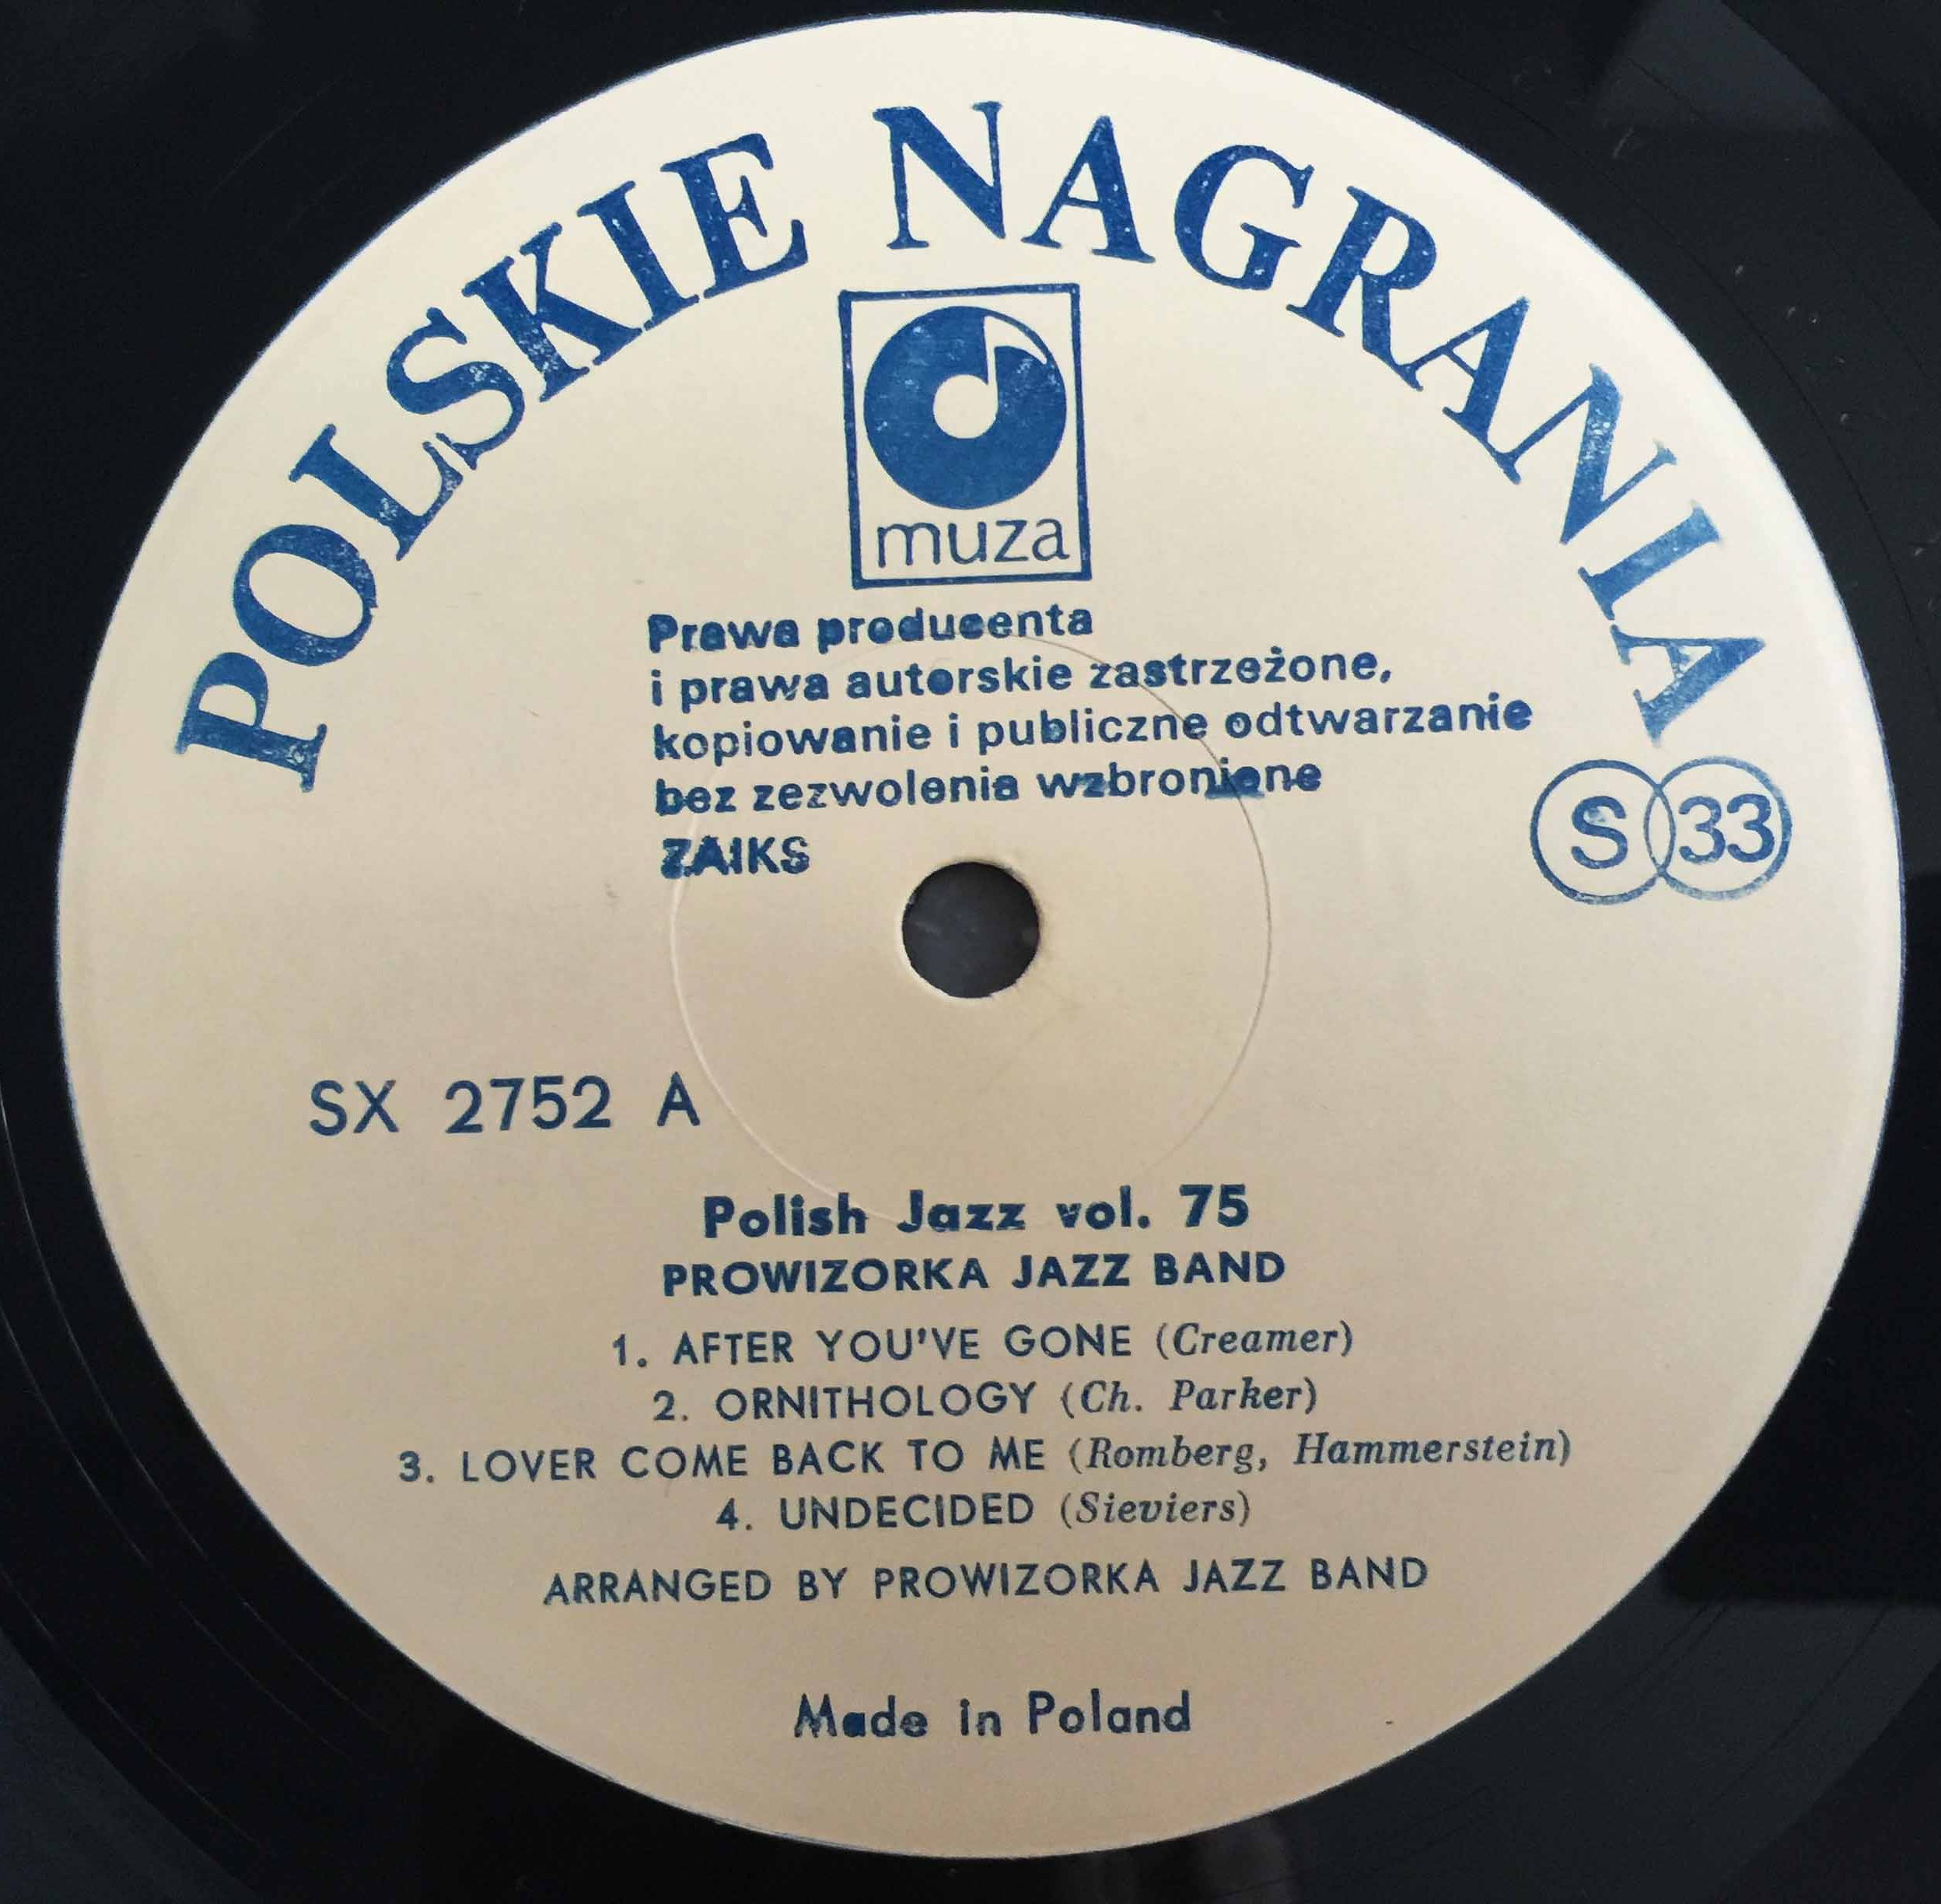 POLSKIE NAGRANIA
muza
Prawa producenta
i prawa autorskie zastrzeżone,
kopiowanie i publiczne odtwarzanie
bez zezwolenia wzbronione
ZAIKS
S 33
SX 2752 A
Polish Jazz vol. 75
PROWIZORKA JAZZ BAND
1. AFTER YOU'VE GONE (Creamer)
2. ORNITHOLOGY (Ch. Parker)
3. LOVER COME BACK TO ME (Romberg, Hammerstein)
4. UNDECIDED (Sieviers)
ARRANGED BY PROWIZORKA JAZZ BAND
Made in Poland